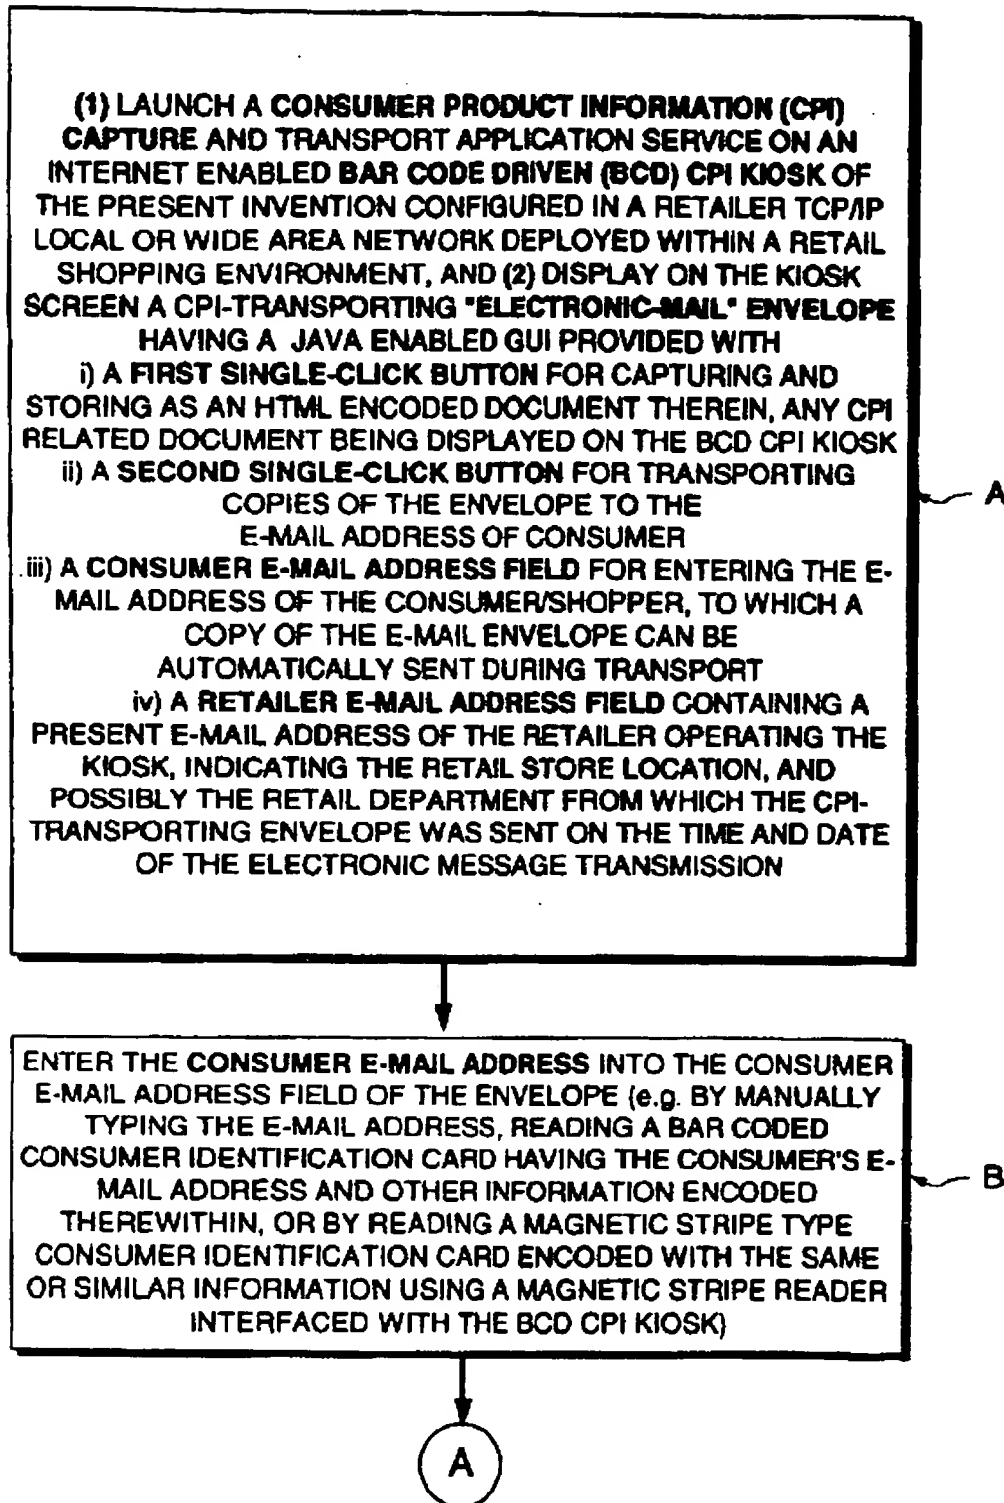 (1) LAUNCH A CONSUMER PRODUCT INFORMATION (CPI)
CAPTURE AND TRANSPORT APPLICATION SERVICE ON AN
INTERNET ENABLED BAR CODE DRIVEN (BCD) CPI KIOSK OF
THE PRESENT INVENTION CONFIGURED IN A RETAILER TCP/IP
LOCAL OR WIDE AREA NETWORK DEPLOYED WITHIN A RETAIL
SHOPPING ENVIRONMENT, AND (2) DISPLAY ON THE KIOSK
SCREEN A CPI-TRANSPORTING "ELECTRONIC-MAIL" ENVELOPE
HAVING A JAVA ENABLED GUI PROVIDED WITH
i) A FIRST SINGLE-CLICK BUTTON FOR CAPTURING AND
STORING AS AN HTML ENCODED DOCUMENT THEREIN, ANY CPI
RELATED DOCUMENT BEING DISPLAYED ON THE BCD CPI KIOSK
ii) A SECOND SINGLE-CLICK BUTTON FOR TRANSPORTING
COPIES OF THE ENVELOPE TO THE
E-MAIL ADDRESS OF CONSUMER
iii) A CONSUMER E-MAIL ADDRESS FIELD FOR ENTERING THE E-
MAIL ADDRESS OF THE CONSUMER/SHOPPER, TO WHICH A
COPY OF THE E-MAIL ENVELOPE CAN BE
AUTOMATICALLY SENT DURING TRANSPORT
iv) A RETAILER E-MAIL ADDRESS FIELD CONTAINING A
PRESENT E-MAIL ADDRESS OF THE RETAILER OPERATING THE
KIOSK, INDICATING THE RETAIL STORE LOCATION, AND
POSSIBLY THE RETAIL DEPARTMENT FROM WHICH THE CPI-
TRANSPORTING ENVELOPE WAS SENT ON THE TIME AND DATE
OF THE ELECTRONIC MESSAGE TRANSMISSION
A
ENTER THE CONSUMER E-MAIL ADDRESS INTO THE CONSUMER
E-MAIL ADDRESS FIELD OF THE ENVELOPE (e.g. BY MANUALLY
TYPING THE E-MAIL ADDRESS, READING A BAR CODED
CONSUMER IDENTIFICATION CARD HAVING THE CONSUMER'S E-
MAIL ADDRESS AND OTHER INFORMATION ENCODED
THEREWITHIN, OR BY READING A MAGNETIC STRIPE TYPE
CONSUMER IDENTIFICATION CARD ENCODED WITH THE SAME
OR SIMILAR INFORMATION USING A MAGNETIC STRIPE READER
INTERFACED WITH THE BCD CPI KIOSK)
B
A